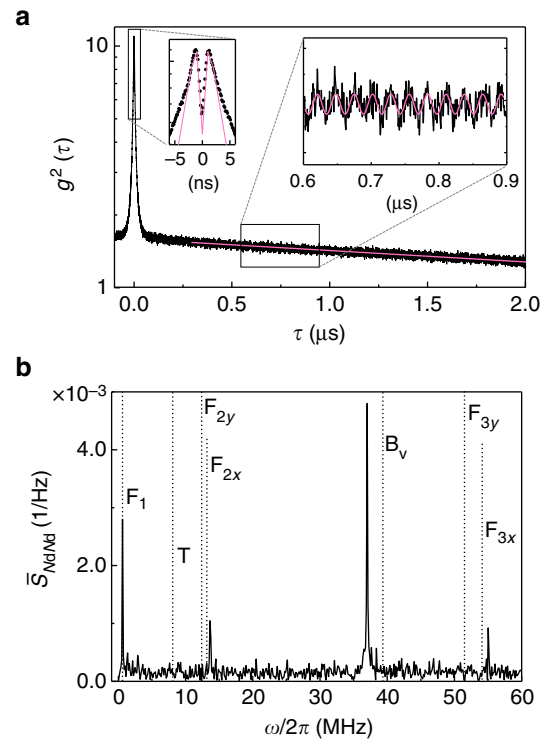 a
10
g² (τ)
1
−5 0 5
(ns)
0.6 0.7 0.8 0.9
(μs)
0.0 0.5 1.0 1.5 2.0
τ (μs)
b
×10⁻³
4.0
2.0
0.0
S̅NdNd (1/Hz)
F₁
T
F2y
F2x
Bv
F3y
F3x
0 10 20 30 40 50 60
ω/2π (MHz)